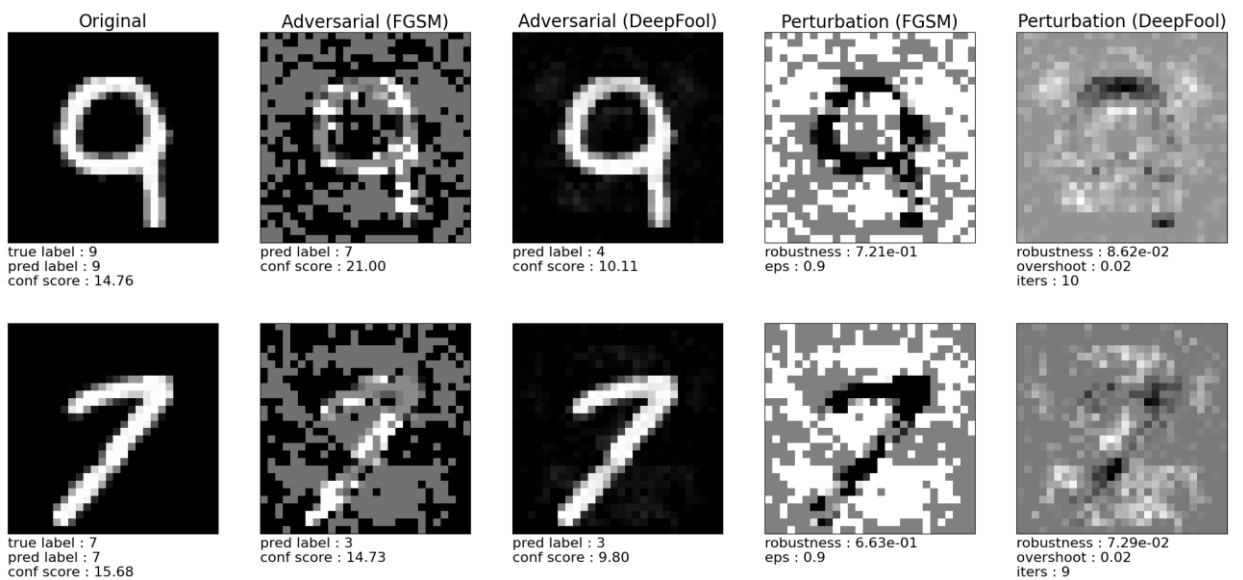 Original
Adversarial (FGSM)
Adversarial (DeepFool)
Perturbation (FGSM)
Perturbation (DeepFool)
9
true label : 9
pred label : 9
conf score : 14.76
pred label : 7
conf score : 21.00
pred label : 4
conf score : 10.11
robustness : 7.21e-01
eps : 0.9
robustness : 8.62e-02
overshoot : 0.02
iters : 10
7
true label : 7
pred label : 7
conf score : 15.68
pred label : 3
conf score : 14.73
pred label : 3
conf score : 9.80
robustness : 6.63e-01
eps : 0.9
robustness : 7.29e-02
overshoot : 0.02
iters : 9